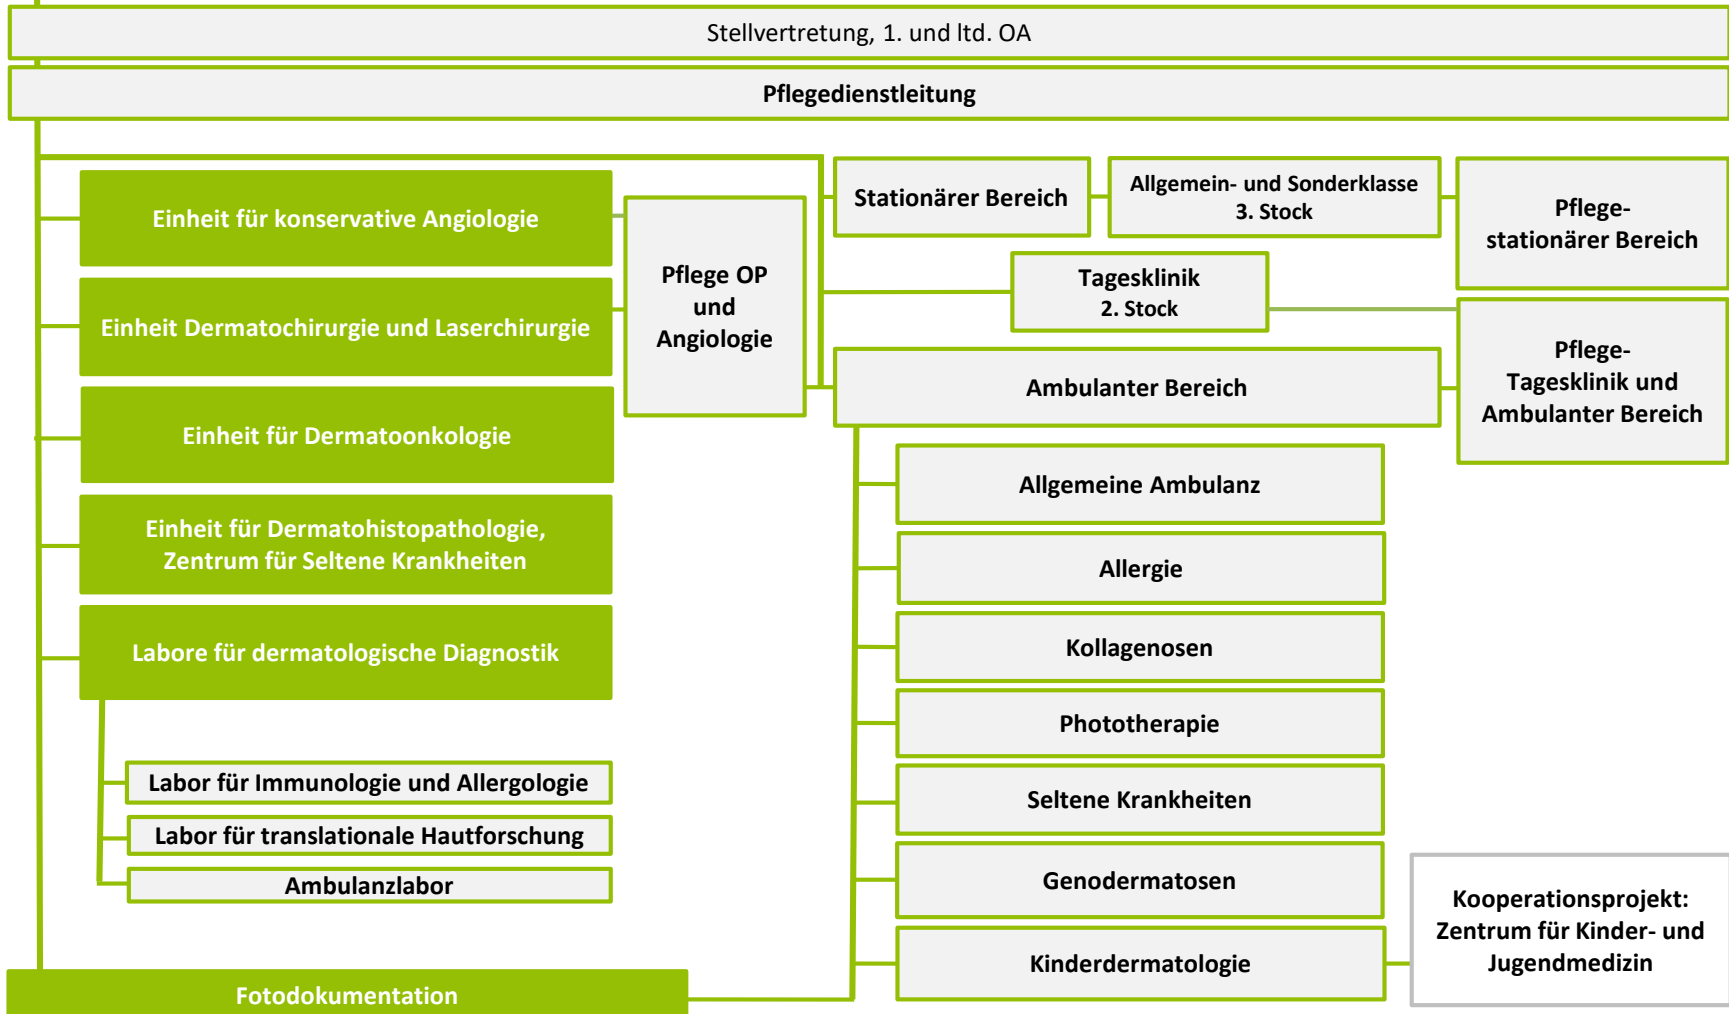 Stellvertretung, 1. und ltd. OA
Pflegedienstleitung
Einheit für konservative Angiologie
Einheit Dermatochirurgie und Laserchirurgie
Einheit für Dermatoonkologie
Einheit für Dermatohistopathologie,
Zentrum für Seltene Krankheiten
Labore für dermatologische Diagnostik
Labor für Immunologie und Allergologie
Labor für translationale Hautforschung
Ambulanzlabor
Fotodokumentation
Pflege OP
und
Angiologie
Stationärer Bereich
Allgemein- und Sonderklasse
3. Stock
Pflege-
stationärer Bereich
Tagesklinik
2. Stock
Pflege-
Tagesklinik und
Ambulanter Bereich
Ambulanter Bereich
Allgemeine Ambulanz
Allergie
Kollagenosen
Phototherapie
Seltene Krankheiten
Genodermatosen
Kinderdermatologie
Kooperationsprojekt:
Zentrum für Kinder- und
Jugendmedizin